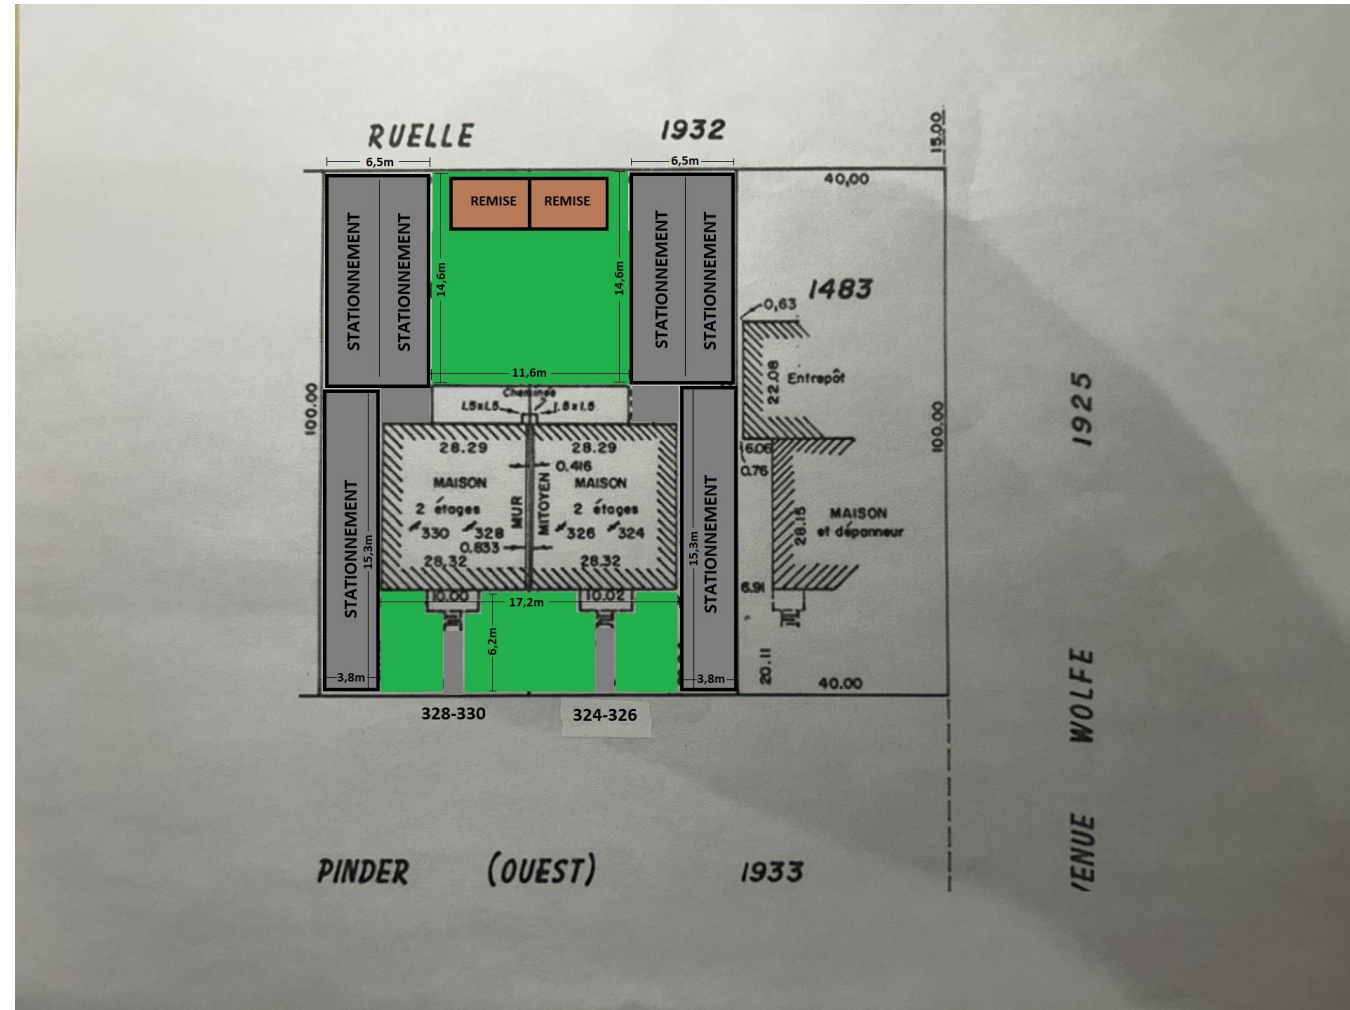 RUELLE 1932
15.00
6,5m 6,5m
40,00
REMISE REMISE
STATIONNEMENT STATIONNEMENT
14,6m 14,6m
STATIONNEMENT STATIONNEMENT
1483
0,63
22.08 Entrepôt
11,6m
Cheminée
1.5x1.5 1.5x1.5
100.00
100.00
1925
28.29 28.29
0.416
6.06
0.76
MAISON MAISON
2 étages 2 étages
330 328 326 324
MUR MITOYEN
0.833
28.32 28.32
STATIONNEMENT 15,3m
15,3m STATIONNEMENT
28.15
MAISON
et dépanneur
10.00 17,2m 10.02
6.91
6,2m
20.11
3,8m 3,8m
40.00
328-330 324-326
VENUE WOLFE
PINDER (OUEST) 1933